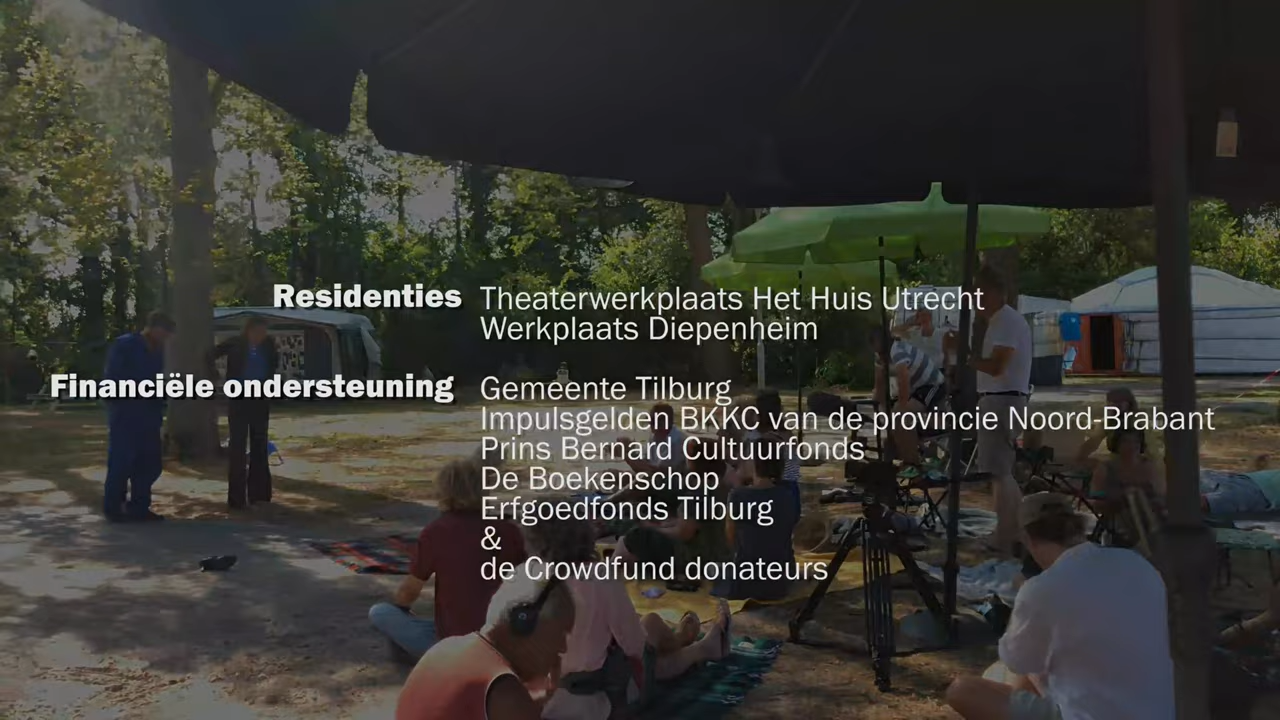 Residenties Theaterwerkplaats Het Huis Utrecht
Werkplaats Diepenheim
Financiële ondersteuning Gemeente Tilburg
Impulsgelden BKKC van de provincie Noord-Brabant
Prins Bernard Cultuurfonds
De Boekenschop
Erfgoedfonds Tilburg
&
de Crowdfund donateurs